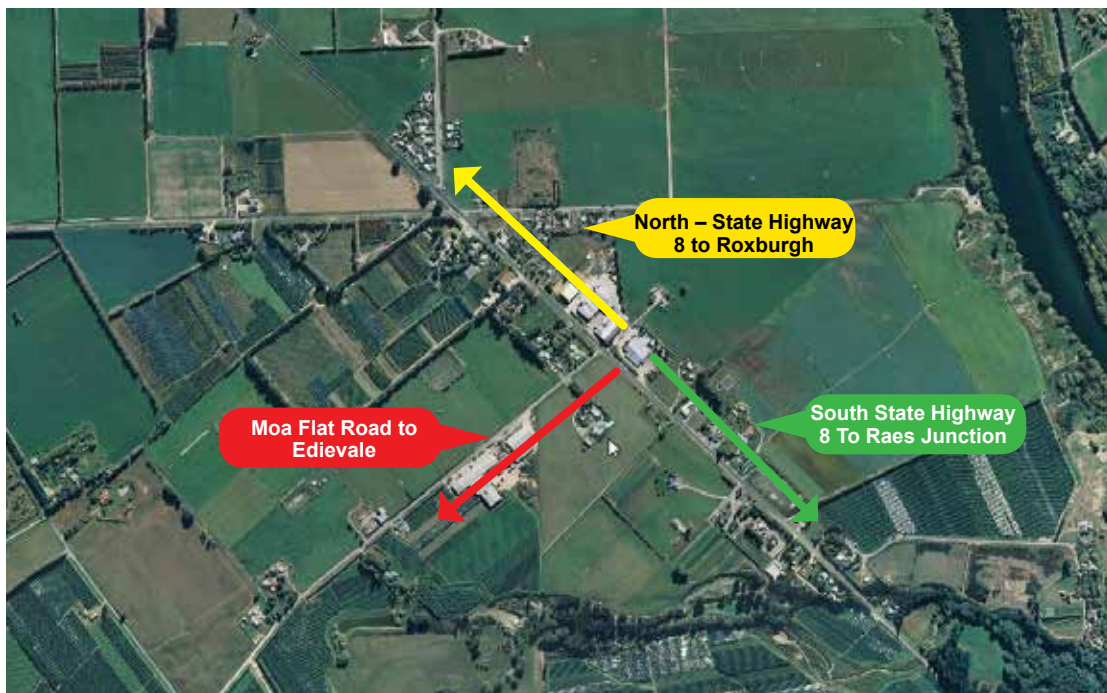 North – State Highway
8 to Roxburgh
Moa Flat Road to
Edievale
South State Highway
8 To Raes Junction